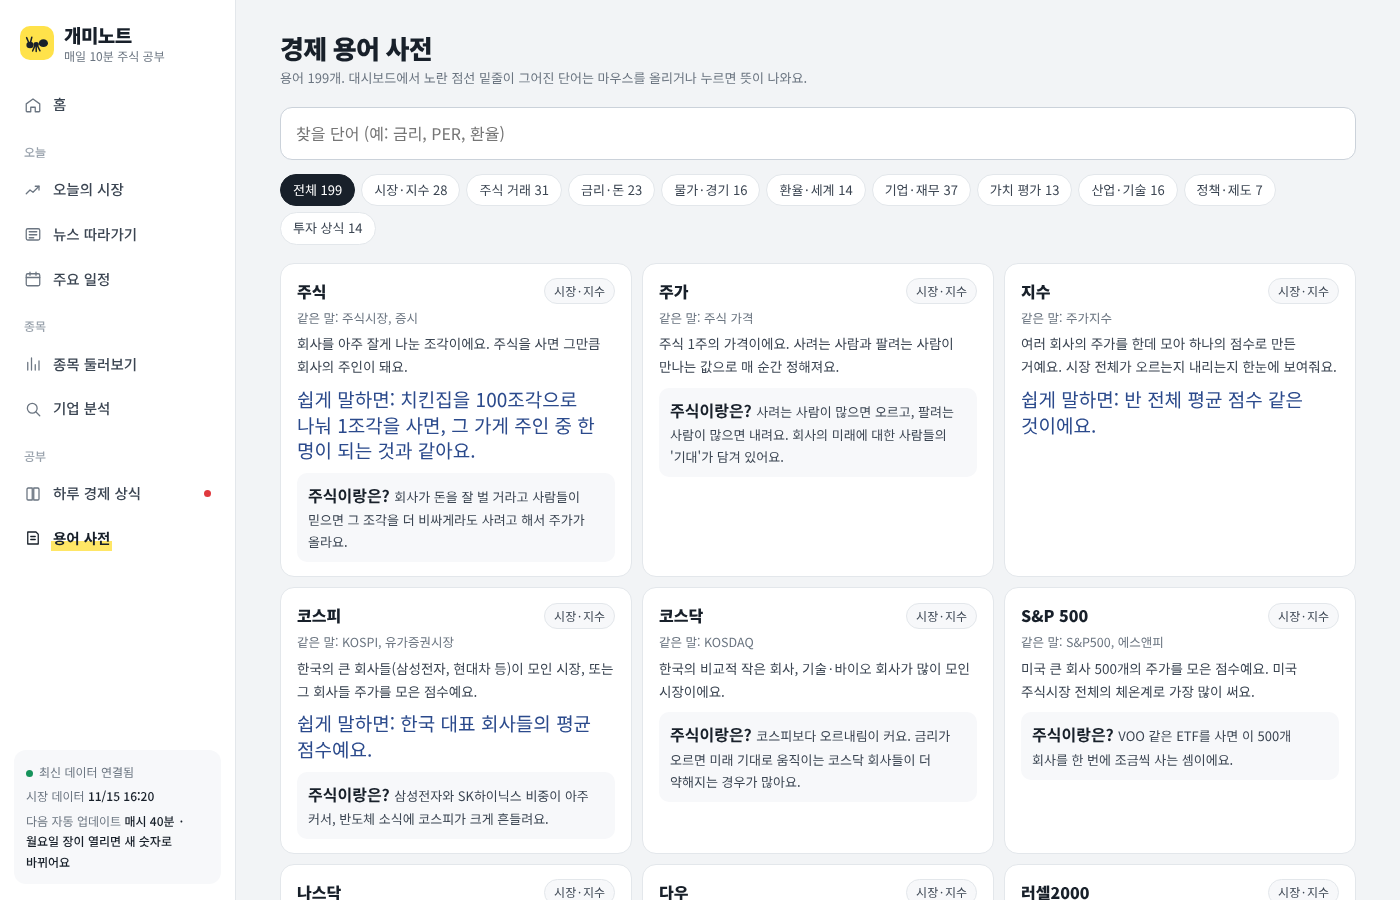 개미노트
매일 10분 주식 공부
홈
오늘
오늘의 시장
뉴스 따라가기
주요 일정
종목
종목 둘러보기
기업 분석
공부
하루 경제 상식
용어 사전
최신 데이터 연결됨
시장 데이터 11/15 16:20
다음 자동 업데이트 매시 40분 ·
월요일 장이 열리면 새 숫자로
바뀌어요
경제 용어 사전
용어 199개. 대시보드에서 노란 점선 밑줄이 그어진 단어는 마우스를 올리거나 누르면 뜻이 나와요.
찾을 단어 (예: 금리, PER, 환율)
전체 199 시장·지수 28 주식 거래 31 금리·돈 23 물가·경기 16 환율·세계 14 기업·재무 37 가치 평가 13 산업·기술 16 정책·제도 7
투자 상식 14
주식 시장·지수
같은 말: 주식시장, 증시
회사를 아주 잘게 나눈 조각이에요. 주식을 사면 그만큼
회사의 주인이 돼요.
쉽게 말하면: 치킨집을 100조각으로
나눠 1조각을 사면, 그 가게 주인 중 한
명이 되는 것과 같아요.
주식이랑은? 회사가 돈을 잘 벌 거라고 사람들이
믿으면 그 조각을 더 비싸게라도 사려고 해서 주가가
올라요.
주가 시장·지수
같은 말: 주식 가격
주식 1주의 가격이에요. 사려는 사람과 팔려는 사람이
만나는 값으로 매 순간 정해져요.
주식이랑은? 사려는 사람이 많으면 오르고, 팔려는
사람이 많으면 내려요. 회사의 미래에 대한 사람들의
'기대'가 담겨 있어요.
지수 시장·지수
같은 말: 주가지수
여러 회사의 주가를 한데 모아 하나의 점수로 만든
거예요. 시장 전체가 오르는지 내리는지 한눈에 보여줘요.
쉽게 말하면: 반 전체 평균 점수 같은
것이에요.
코스피 시장·지수
같은 말: KOSPI, 유가증권시장
한국의 큰 회사들(삼성전자, 현대차 등)이 모인 시장, 또는
그 회사들 주가를 모은 점수예요.
쉽게 말하면: 한국 대표 회사들의 평균
점수예요.
주식이랑은? 삼성전자와 SK하이닉스 비중이 아주
커서, 반도체 소식에 코스피가 크게 흔들려요.
코스닥 시장·지수
같은 말: KOSDAQ
한국의 비교적 작은 회사, 기술·바이오 회사가 많이 모인
시장이에요.
주식이랑은? 코스피보다 오르내림이 커요. 금리가
오르면 미래 기대로 움직이는 코스닥 회사들이 더
약해지는 경우가 많아요.
S&P 500 시장·지수
같은 말: S&P500, 에스앤피
미국 큰 회사 500개의 주가를 모은 점수예요. 미국
주식시장 전체의 체온계로 가장 많이 써요.
주식이랑은? VOO 같은 ETF를 사면 이 500개
회사를 한 번에 조금씩 사는 셈이에요.
나스닥 시장·지수
다우 시장·지수
러셀2000 시장·지수